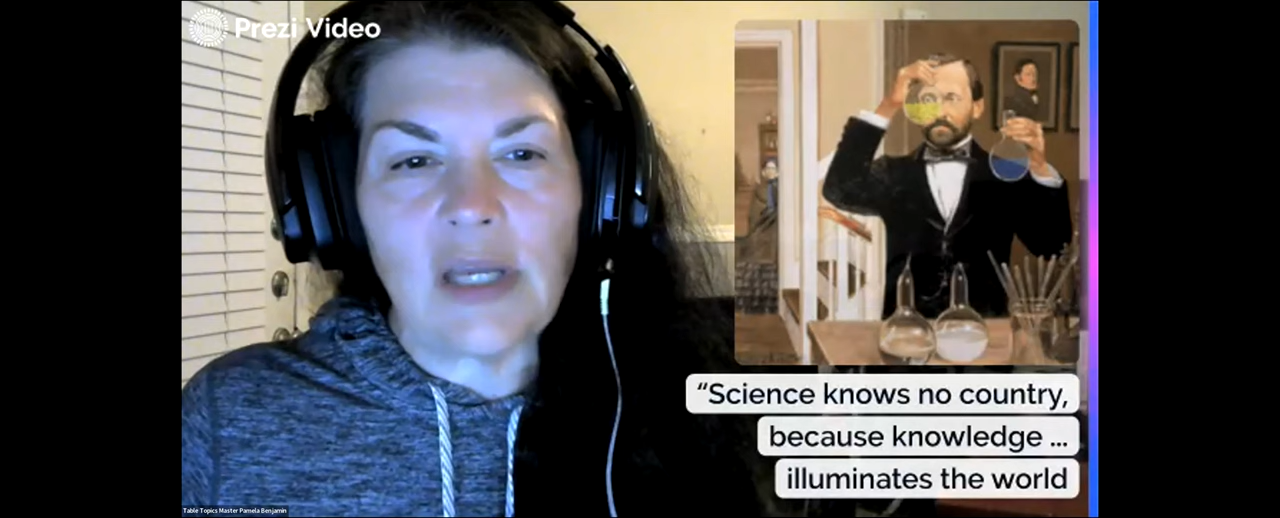 Prezi Video
“Science knows no country,
because knowledge ...
illuminates the world
Table Topics Master Pamela Benjamin